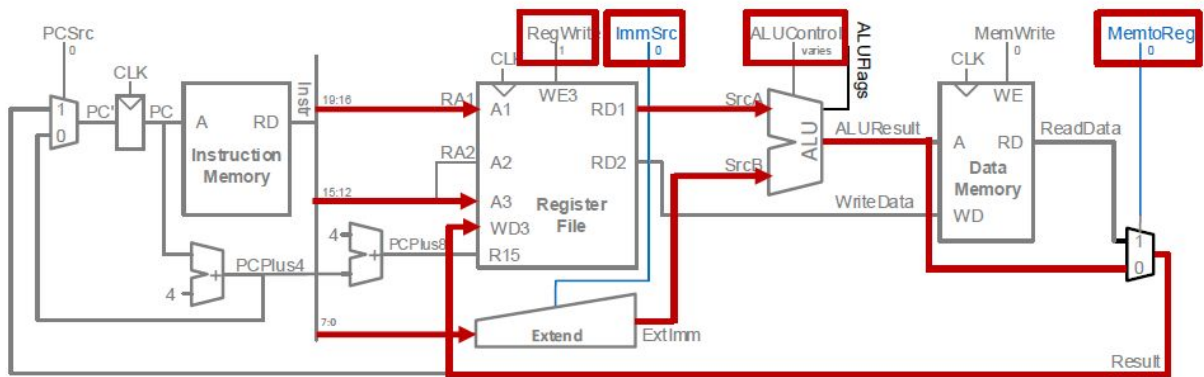 PCSrc
0
RegWrite
1
ImmSrc
0
ALUControl
varies
ALUFlags
MemWrite
0
MemtoReg
0
CLK
CLK
CLK
Instr
19:16
RA1
A1
WE3
RD1
SrcA
WE
1
0
PC'
PC
A
RD
Instruction
Memory
RA2
A2
RD2
SrcB
ALU
ALUResult
A
RD
ReadData
Data
Memory
15:12
A3
WD3
Register
File
WriteData
WD
4
+
PCPlus8
R15
1
0
PCPlus4
+
4
7:0
Extend
ExtImm
Result